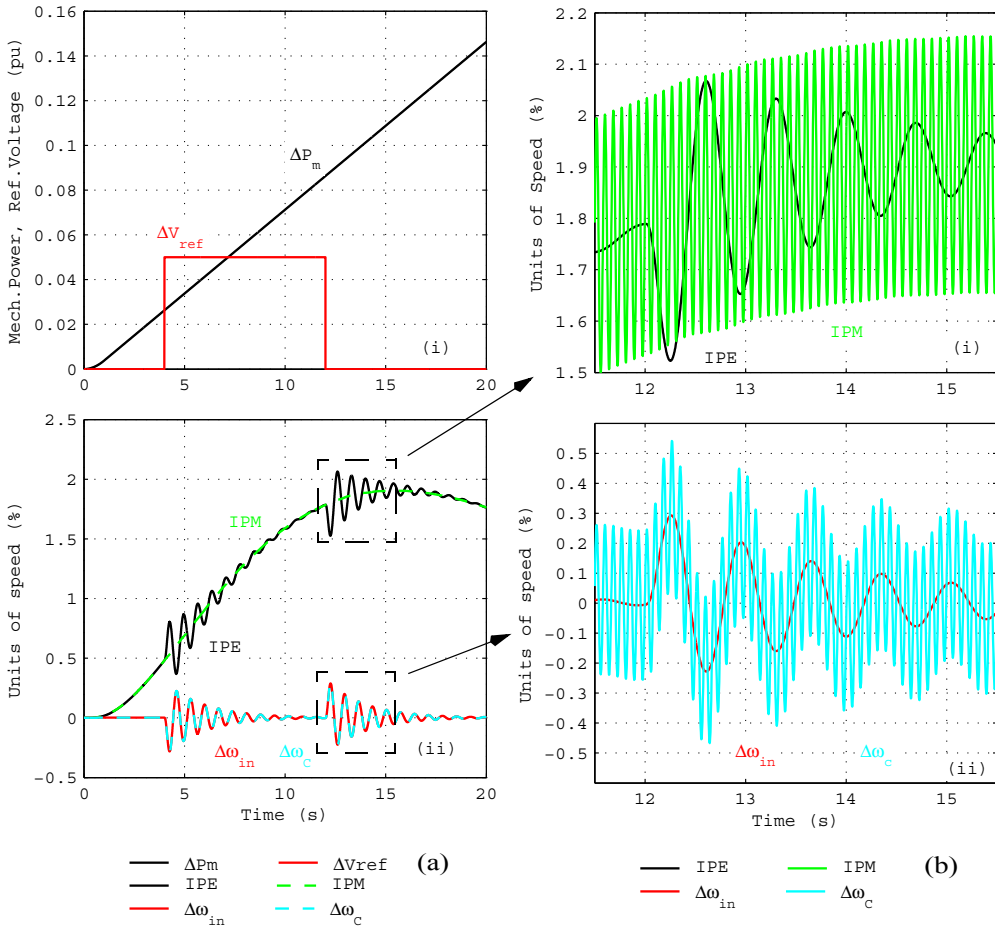 Mech.Power, Ref.Voltage (pu)
0.16
0.14
0.12
0.1
0.08
0.06
0.04
0.02
0
ΔPm
ΔVref
(i)
0 5 10 15 20
Units of speed (%)
2.5
2
1.5
1
0.5
0
-0.5
IPM
IPE
Δωin ΔωC
(ii)
0 5 10 15 20
Time (s)
Units of Speed (%)
2.2
2.1
2
1.9
1.8
1.7
1.6
1.5
IPE
IPM
(i)
12 13 14 15
Units of speed (%)
0.5
0.4
0.3
0.2
0.1
0
-0.1
-0.2
-0.3
-0.4
-0.5
Δωin Δωc
(ii)
12 13 14 15
Time (s)
ΔPm ΔVref
IPE IPM
Δωin ΔωC
(a)
IPE IPM
Δωin ΔωC
(b)